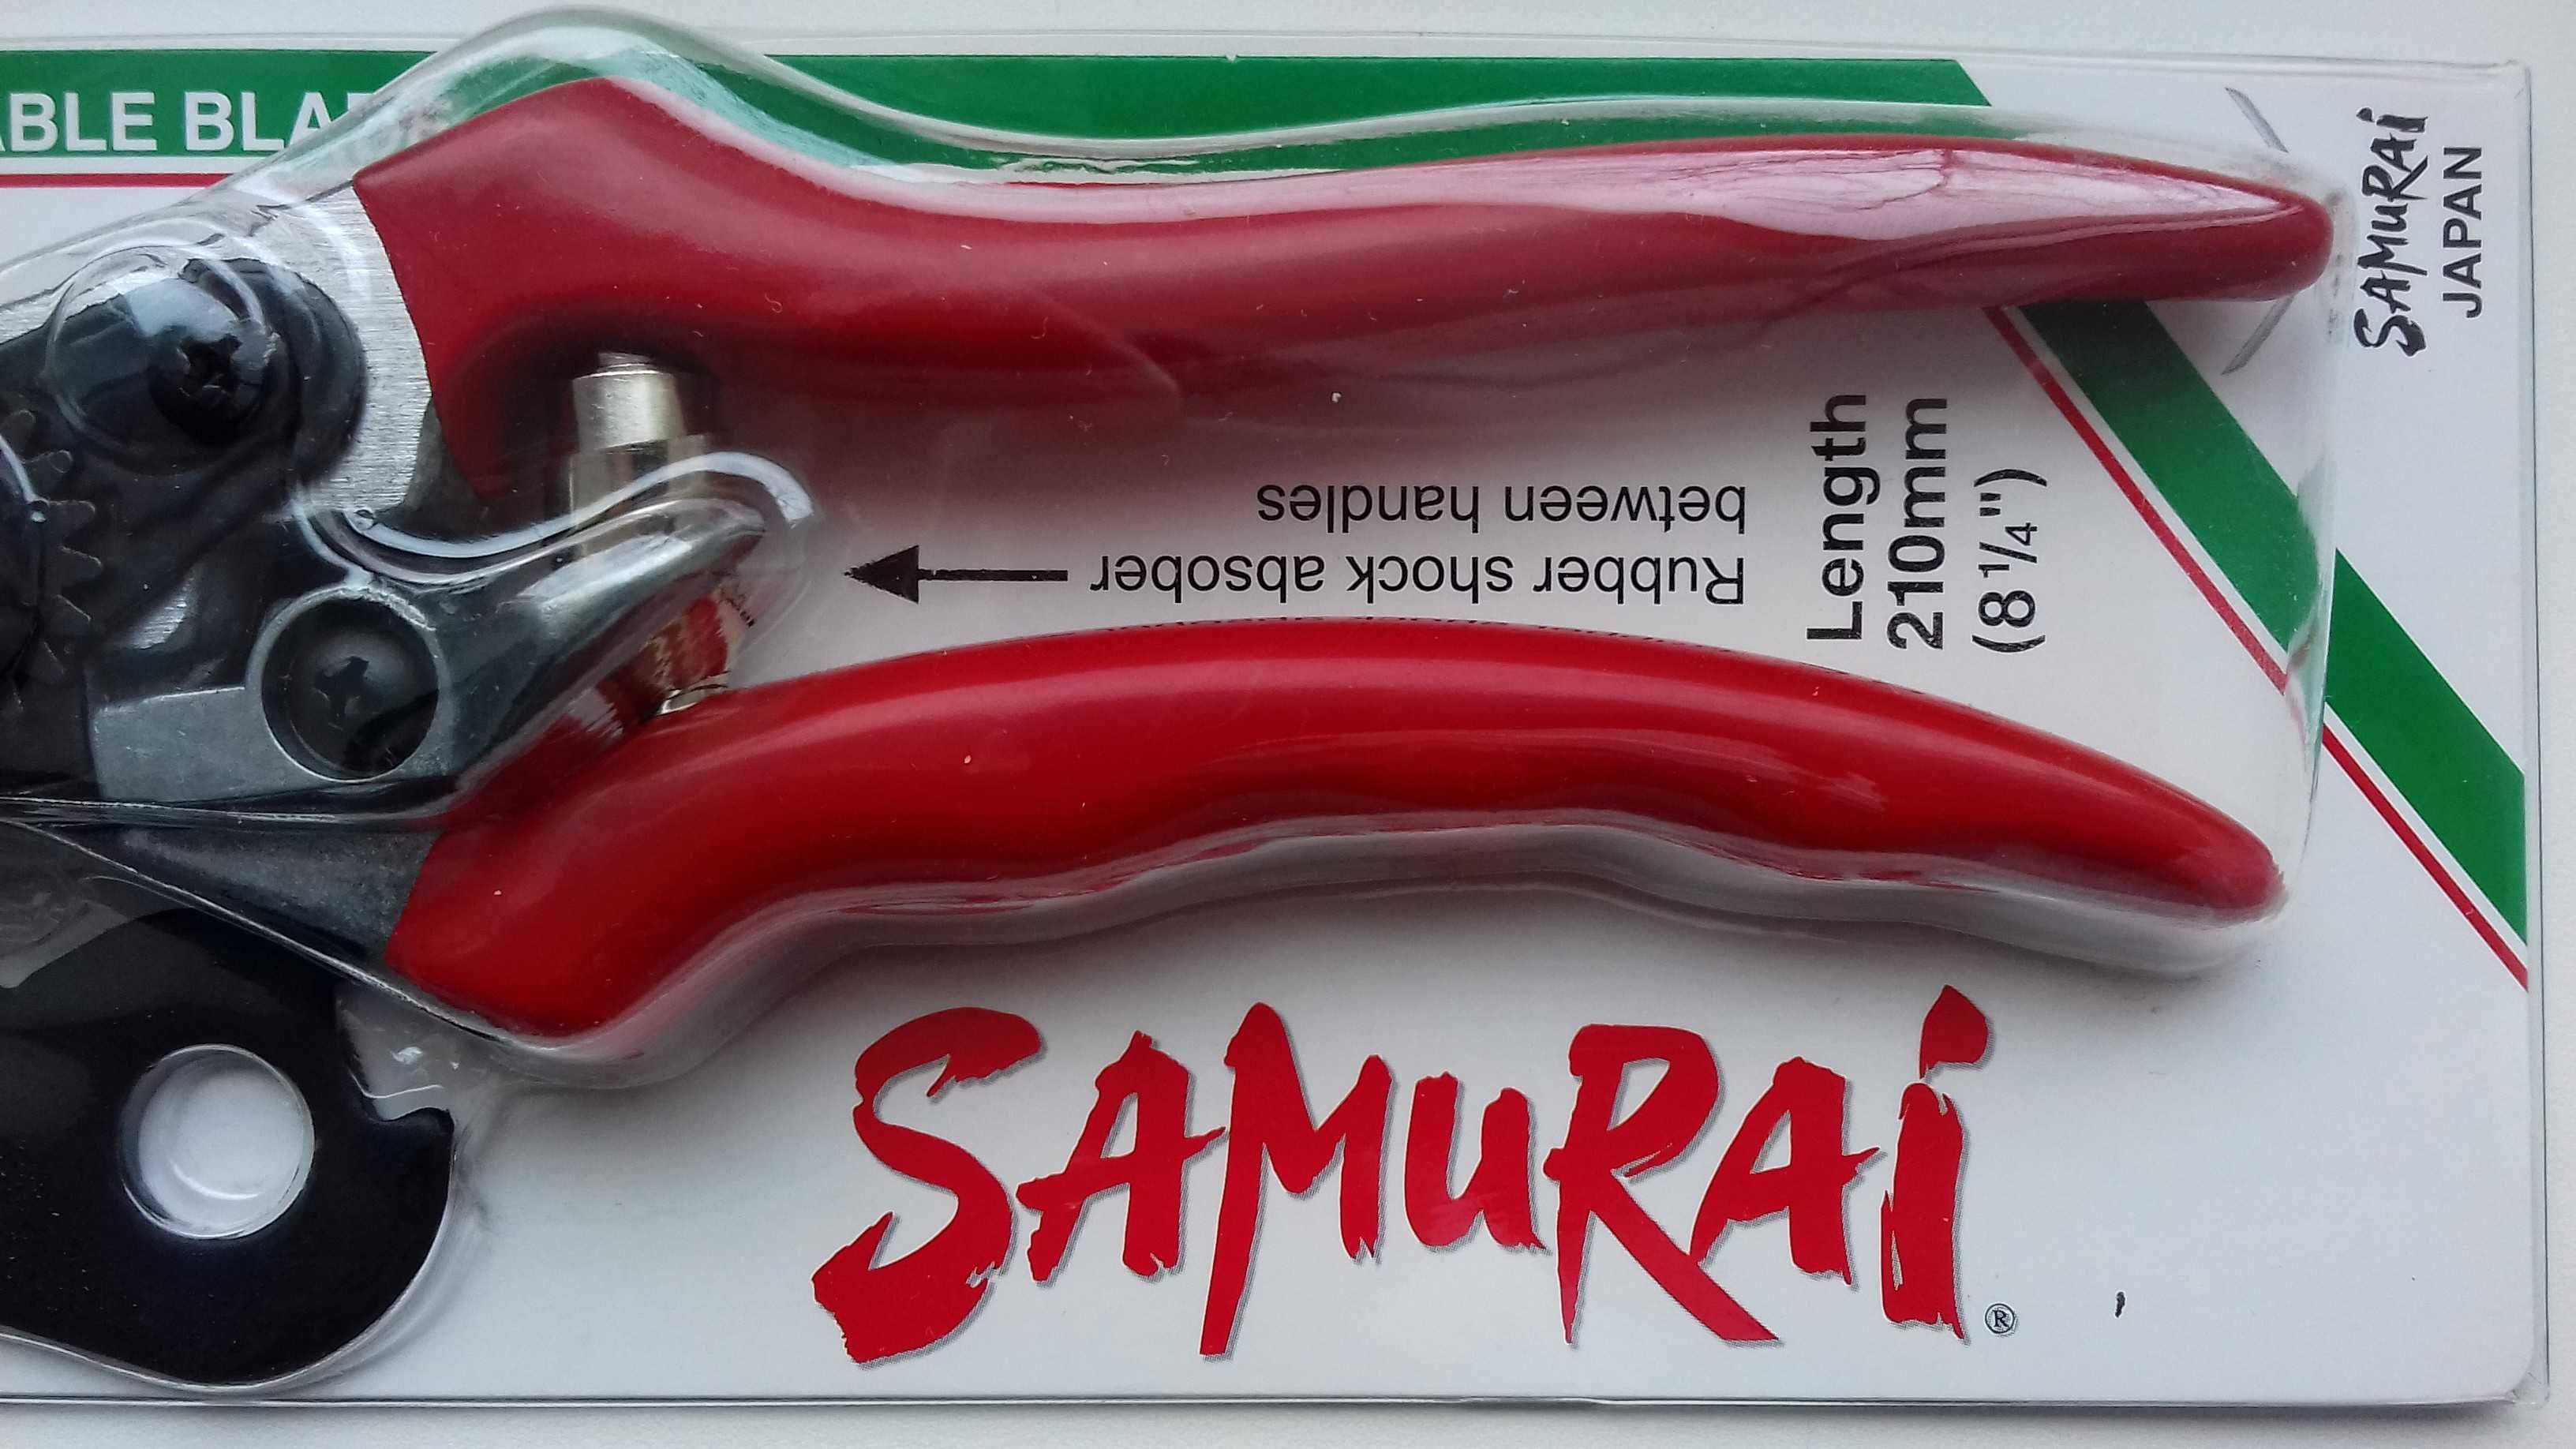 ABLE BLA
SAMURAI
JAPAN
Length
210mm
(8 1/4")
Rubber shock absober
between handles
SAMURAI
®